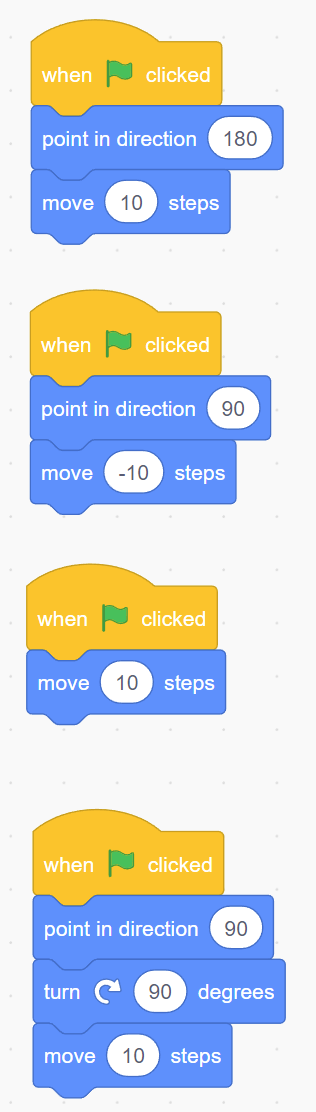 when clicked
point in direction 180
move 10 steps
when clicked
point in direction 90
move -10 steps
when clicked
move 10 steps
when clicked
point in direction 90
turn 90 degrees
move 10 steps